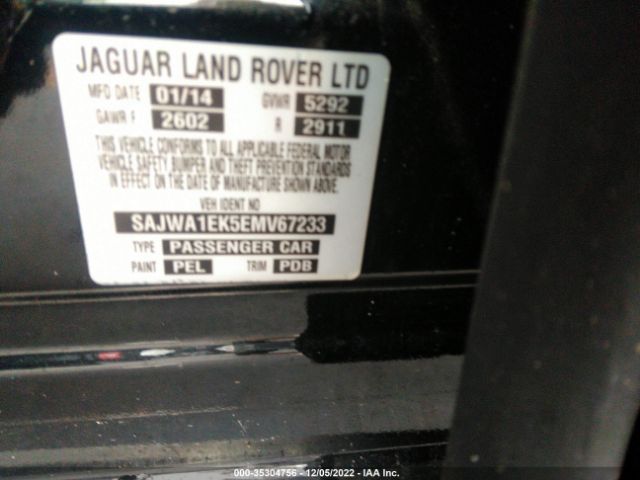 JAGUAR LAND ROVER LTD
MFD DATE 01/14 GVWR 5292
GAWR F 2602 R 2911
THIS VEHICLE CONFORMS TO ALL APPLICABLE FEDERAL MOTOR
VEHICLE SAFETY BUMPER AND THEFT PREVENTION STANDARDS
IN EFFECT ON THE DATE OF MANUFACTURE SHOWN ABOVE.
VEH IDENT NO
SAJWA1EK5EMV67233
TYPE PASSENGER CAR
PAINT PEL TRIM PDB
000-35304756 - 12/05/2022 - IAA Inc.